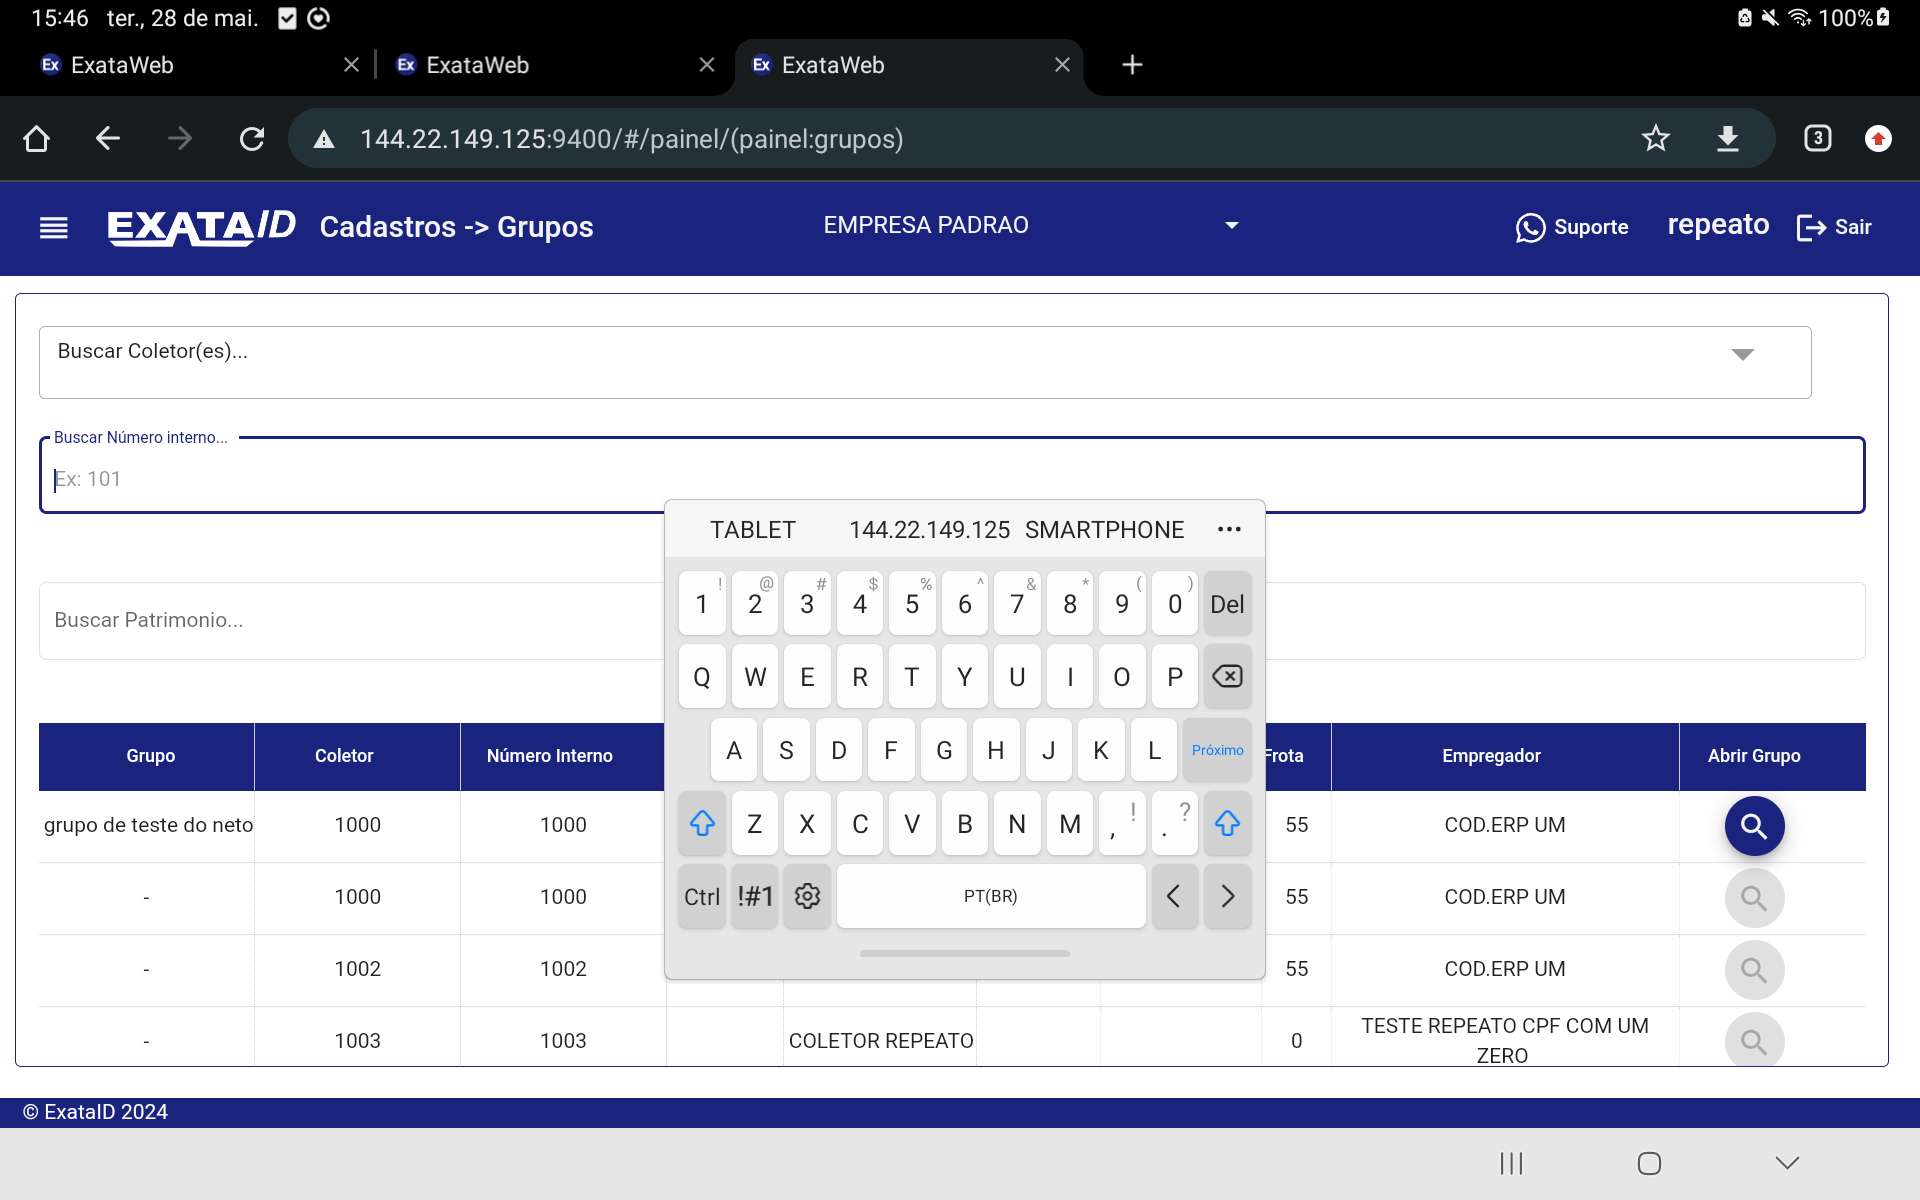 15:46 ter., 28 de mai. 100%
Ex ExataWeb Ex ExataWeb Ex ExataWeb
144.22.149.125:9400/#/painel/(painel:grupos) 3
EXATA/D Cadastros -> Grupos EMPRESA PADRAO Suporte repeato Sair
Buscar Coletor(es)...
Buscar Número interno...
Ex: 101
Buscar Patrimonio...
TABLET 144.22.149.125 SMARTPHONE ...
! @ # $ % ^ & * ( )
1 2 3 4 5 6 7 8 9 0 Del
Q W E R T Y U I O P
A S D F G H J K L Próximo
Z X C V B N M , ! . ?
Ctrl !#1 PT(BR) < >
Grupo Coletor Número Interno Frota Empregador Abrir Grupo
grupo de teste do neto 1000 1000 55 COD.ERP UM
- 1000 1000 55 COD.ERP UM
- 1002 1002 55 COD.ERP UM
- 1003 1003 COLETOR REPEATO 0 TESTE REPEATO CPF COM UM
ZERO
© ExataID 2024